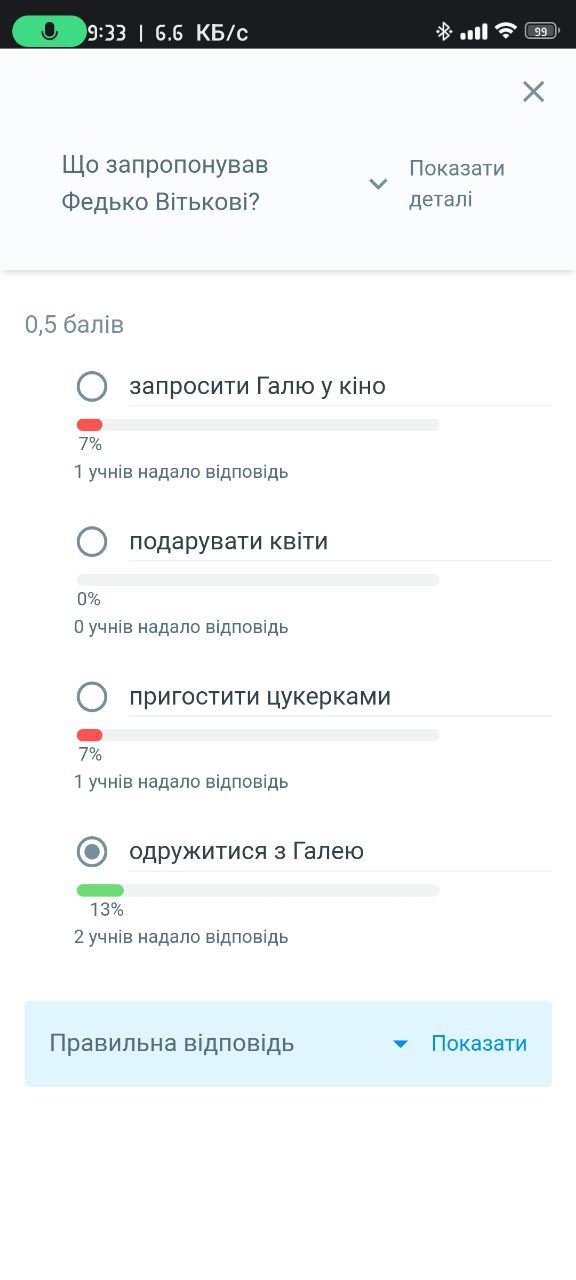 9:33 | 6.6 КБ/с
99
Що запропонував
Федько Вітькові?
Показати
деталі
0,5 балів
запросити Галю у кіно
7%
1 учнів надало відповідь
подарувати квіти
0%
0 учнів надало відповідь
пригостити цукерками
7%
1 учнів надало відповідь
одружитися з Галею
13%
2 учнів надало відповідь
Правильна відповідь
Показати